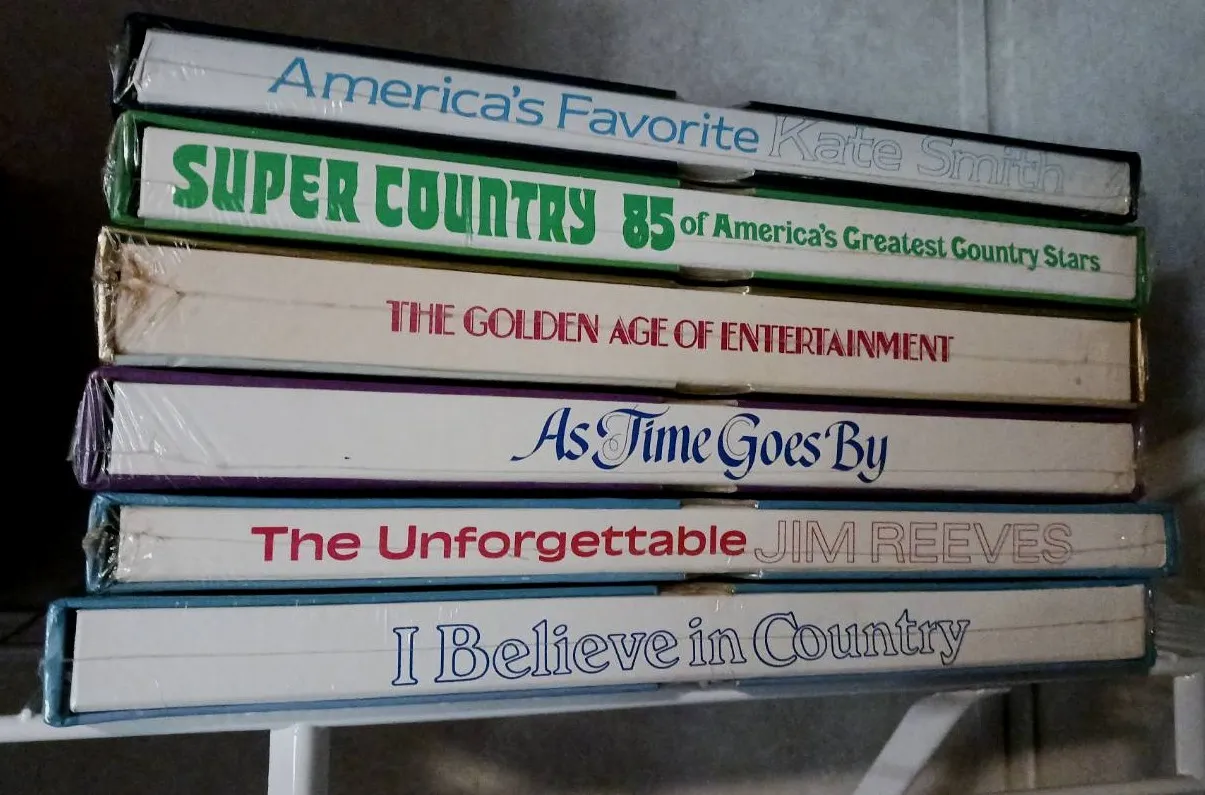 America's Favorite Kate Smith
SUPER COUNTRY 85 of America's Greatest Country Stars
THE GOLDEN AGE OF ENTERTAINMENT
As Time Goes By
The Unforgettable JIM REEVES
I Believe in Country